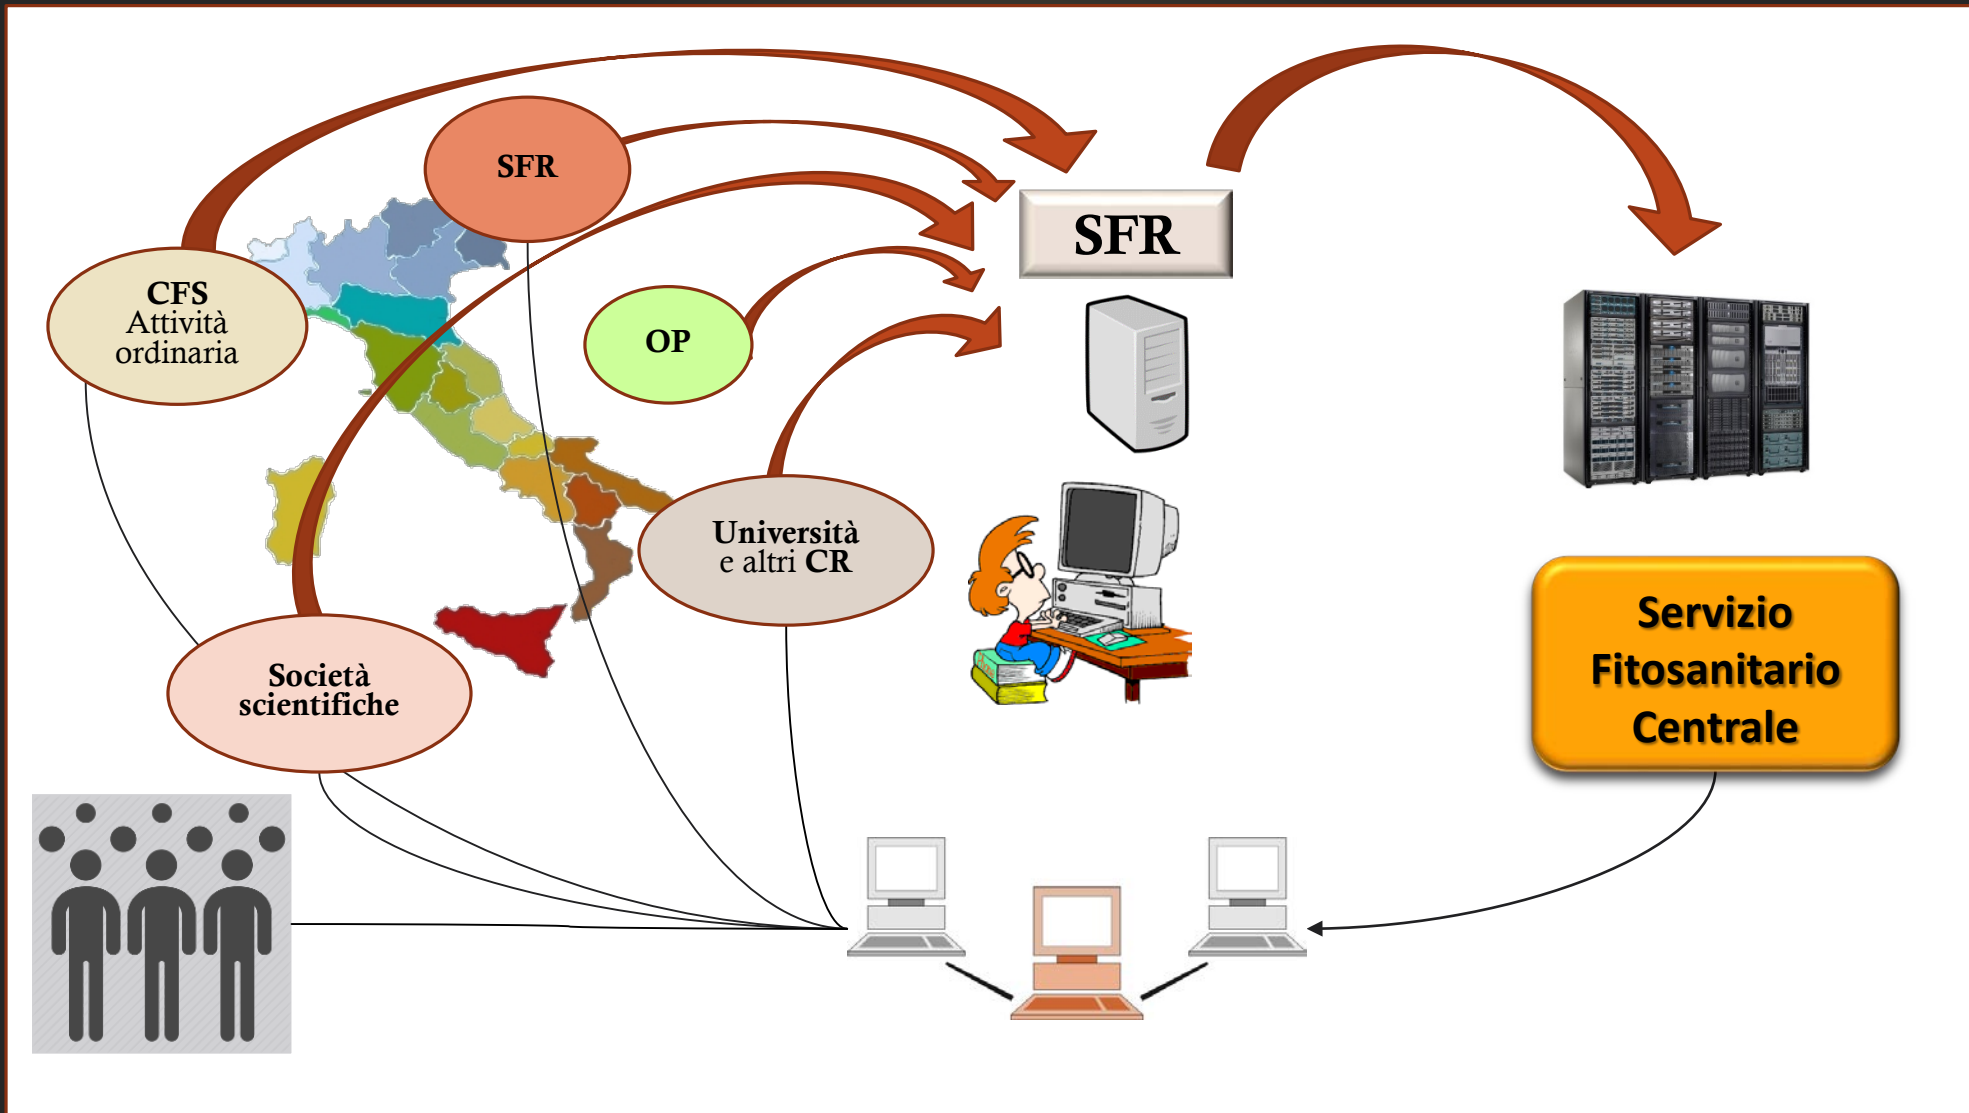 SFR
SFR
CFS
Attività
ordinaria
OP
Università
e altri CR
Servizio
Fitosanitario
Centrale
Società
scientifiche